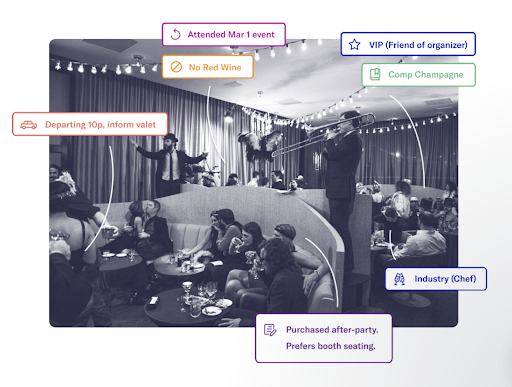 Attended Mar 1 event
VIP (Friend of organizer)
No Red Wine
Comp Champagne
Departing 10p, inform valet
Industry (Chef)
Purchased after-party.
Prefers booth seating.